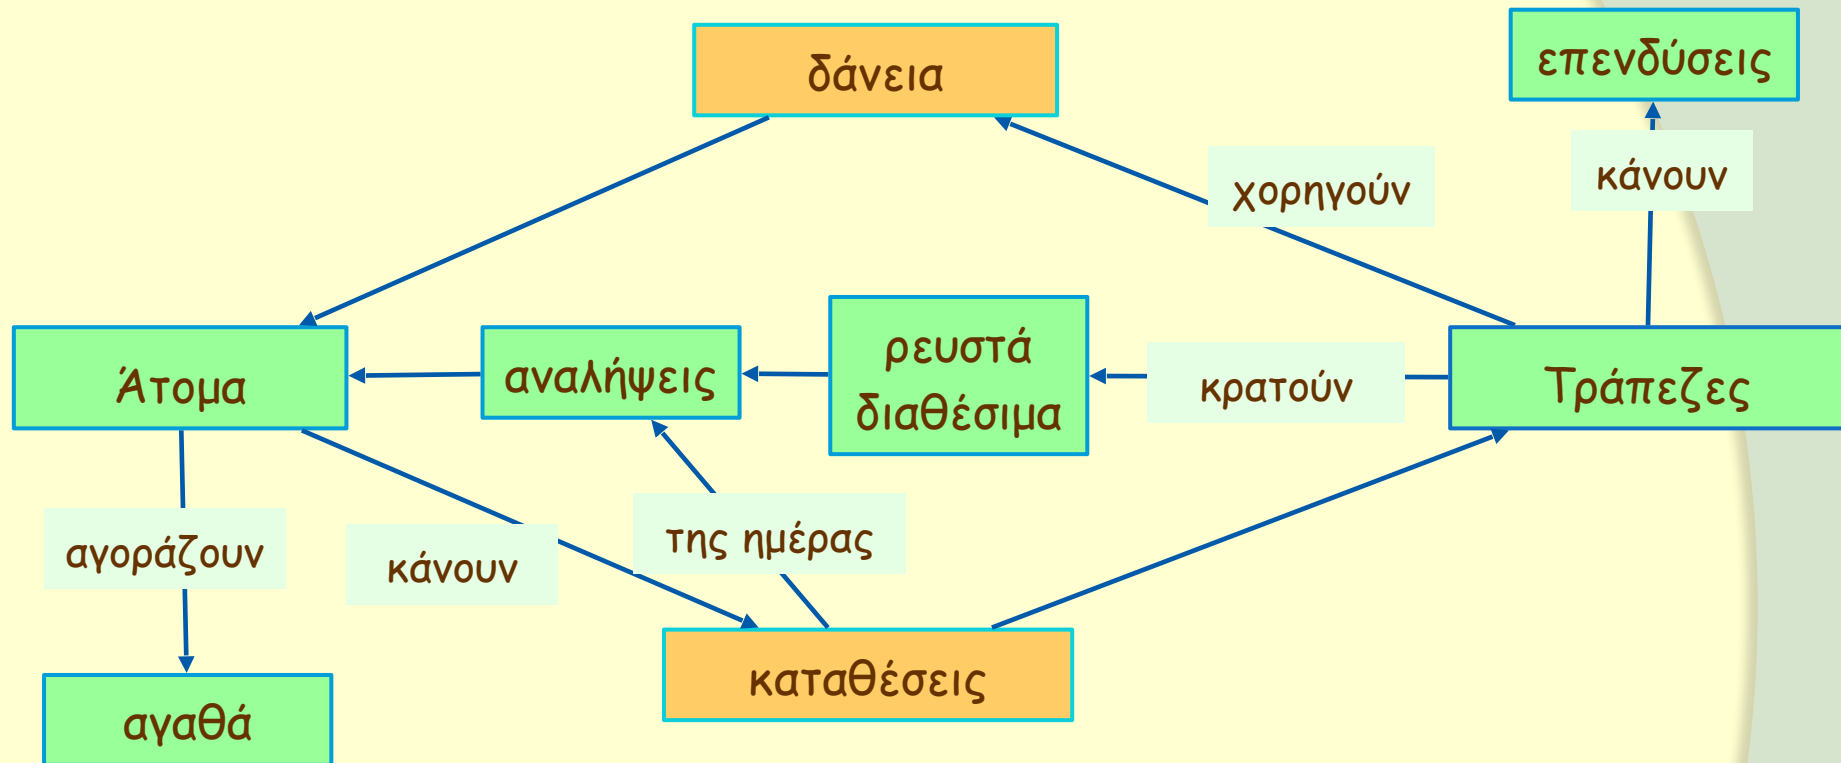 δάνεια
επενδύσεις
κάνουν
χορηγούν
Άτομα
αναλήψεις
ρευστά
διαθέσιμα
κρατούν
Τράπεζες
αγοράζουν
κάνουν
της ημέρας
καταθέσεις
αγαθά